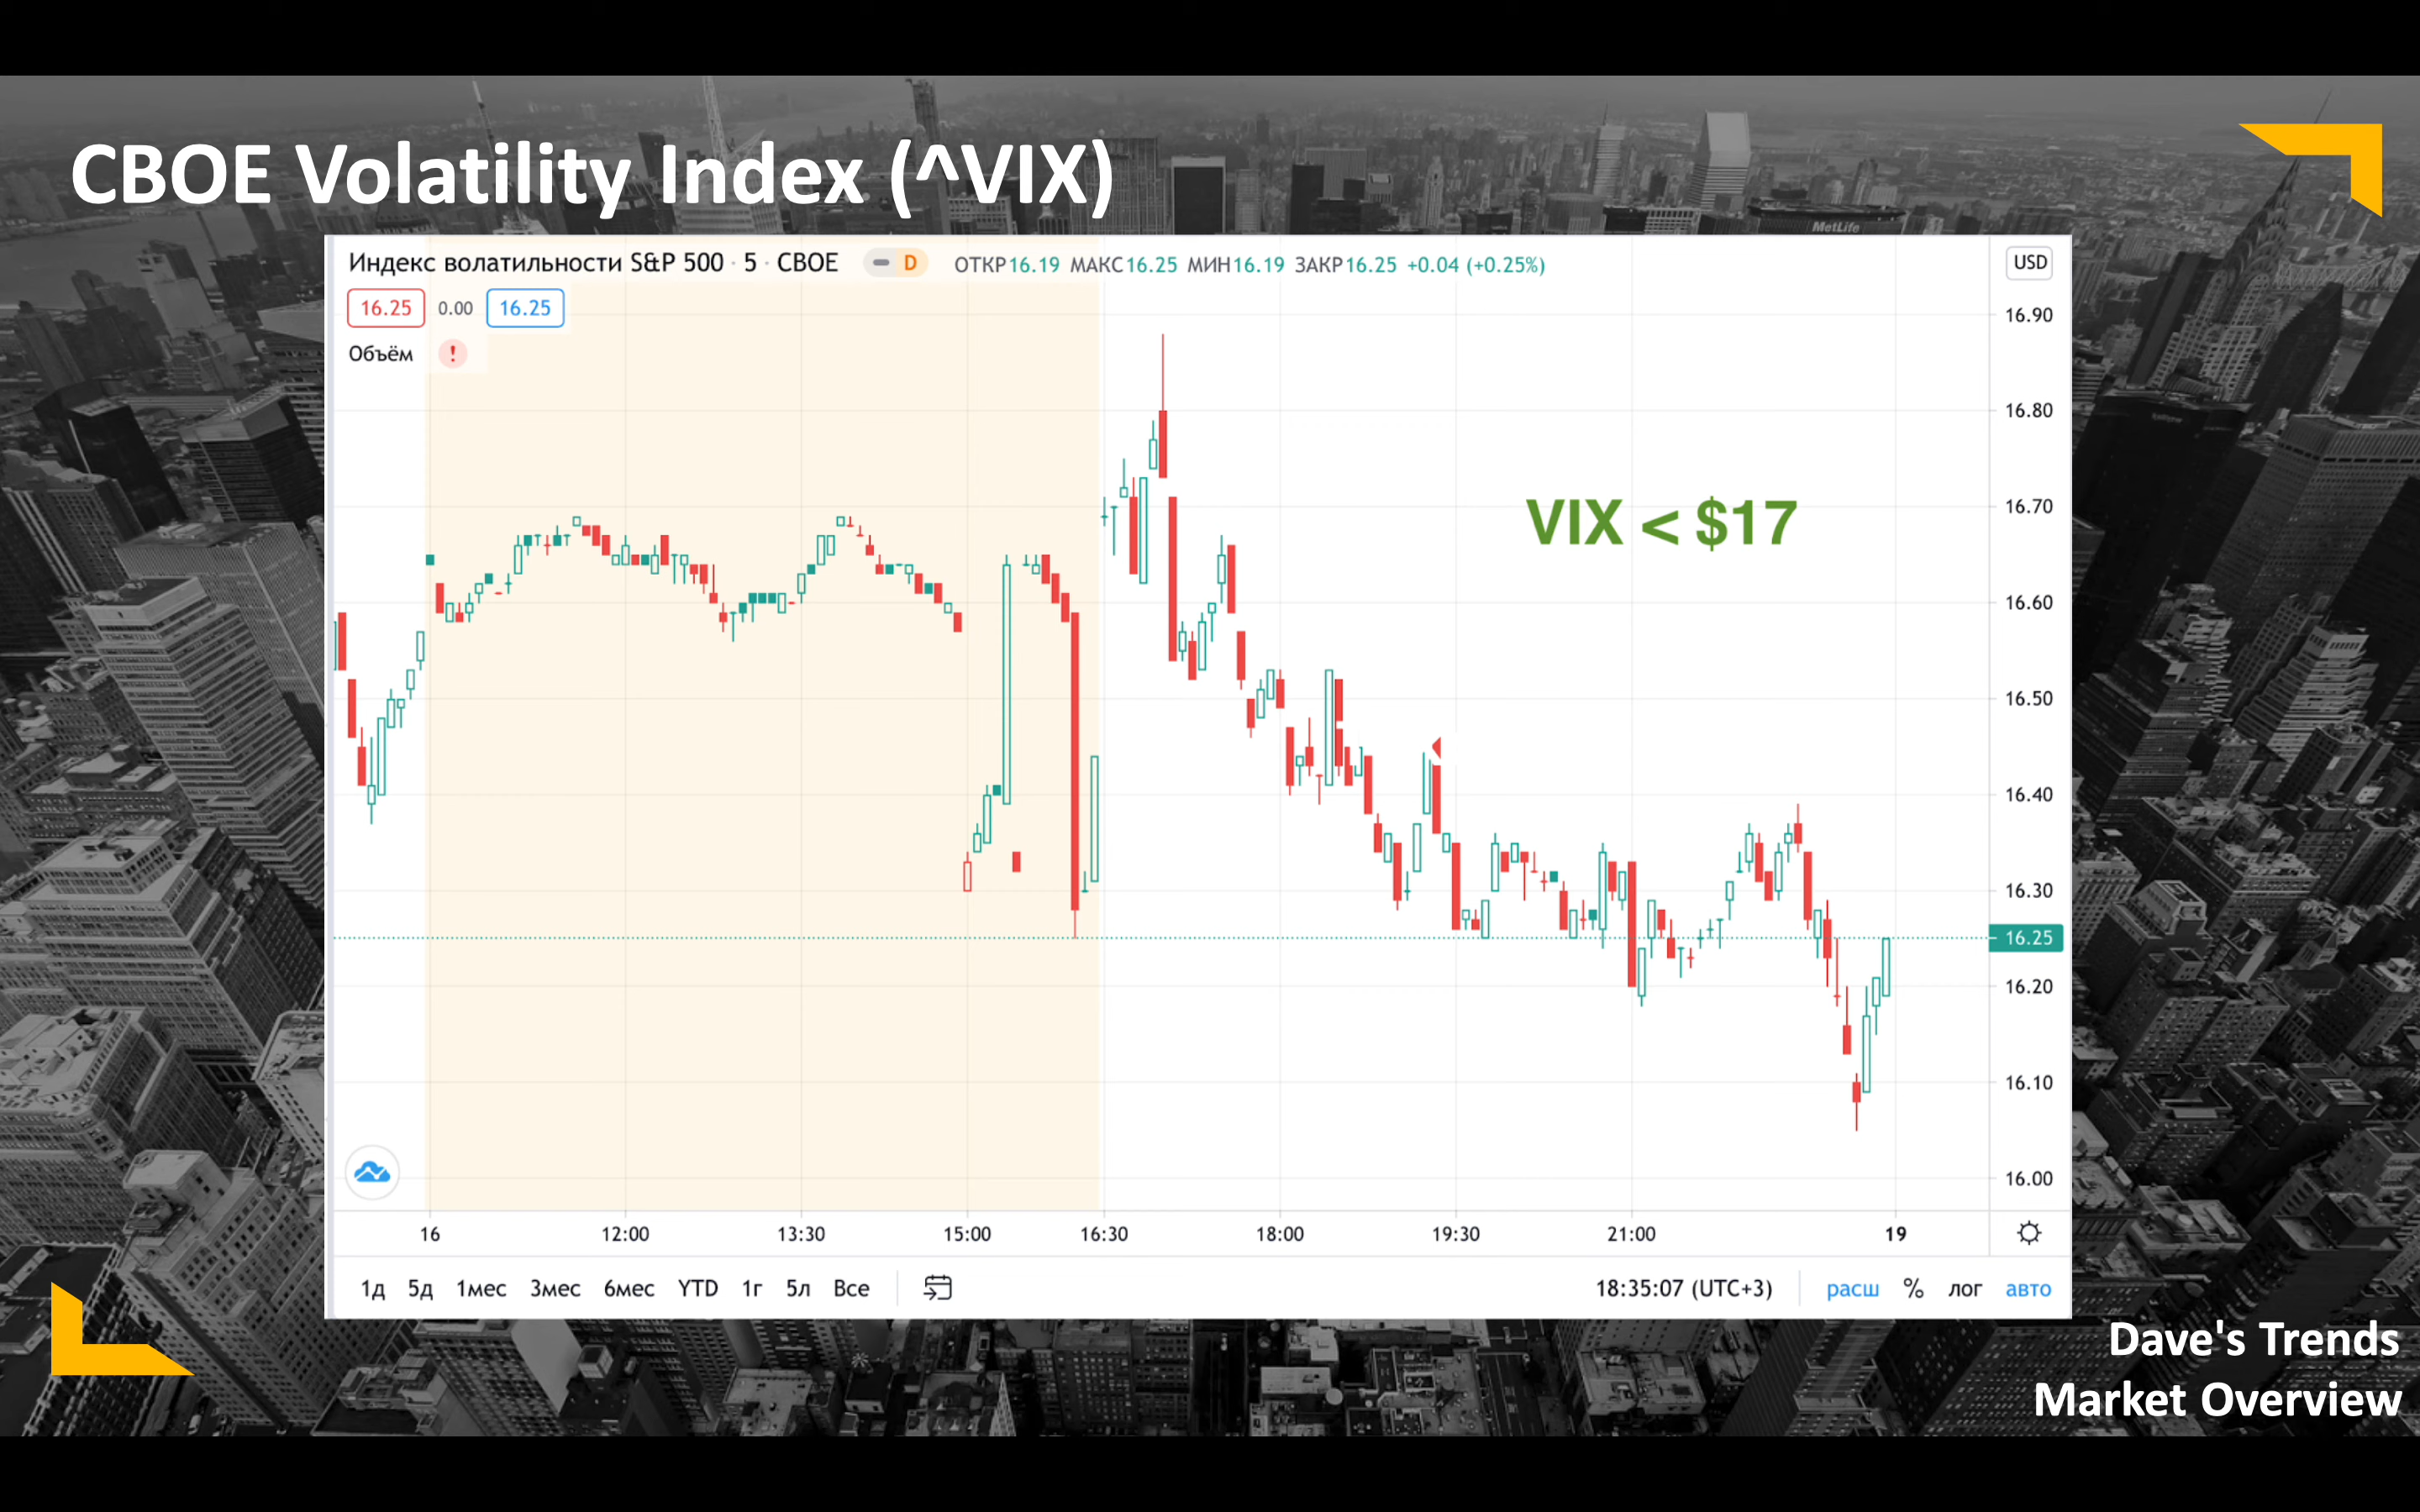 CBOE Volatility Index (^VIX)
MetLife
Индекс волатильности S&P 500 · 5 · CBOE D ОТКР16.19 МАКС16.25 МИН16.19 ЗАКР16.25 +0.04 (+0.25%) USD
16.25 0.00 16.25
Объём !
16.90
16.80
VIX < $17
16.70
16.60
16.50
16.40
16.30
16.25
16.20
16.10
16.00
16 12:00 13:30 15:00 16:30 18:00 19:30 21:00 19
1д 5д 1мес 3мес 6мес YTD 1г 5л Все 18:35:07 (UTC+3) расш % лог авто
Dave's Trends
Market Overview